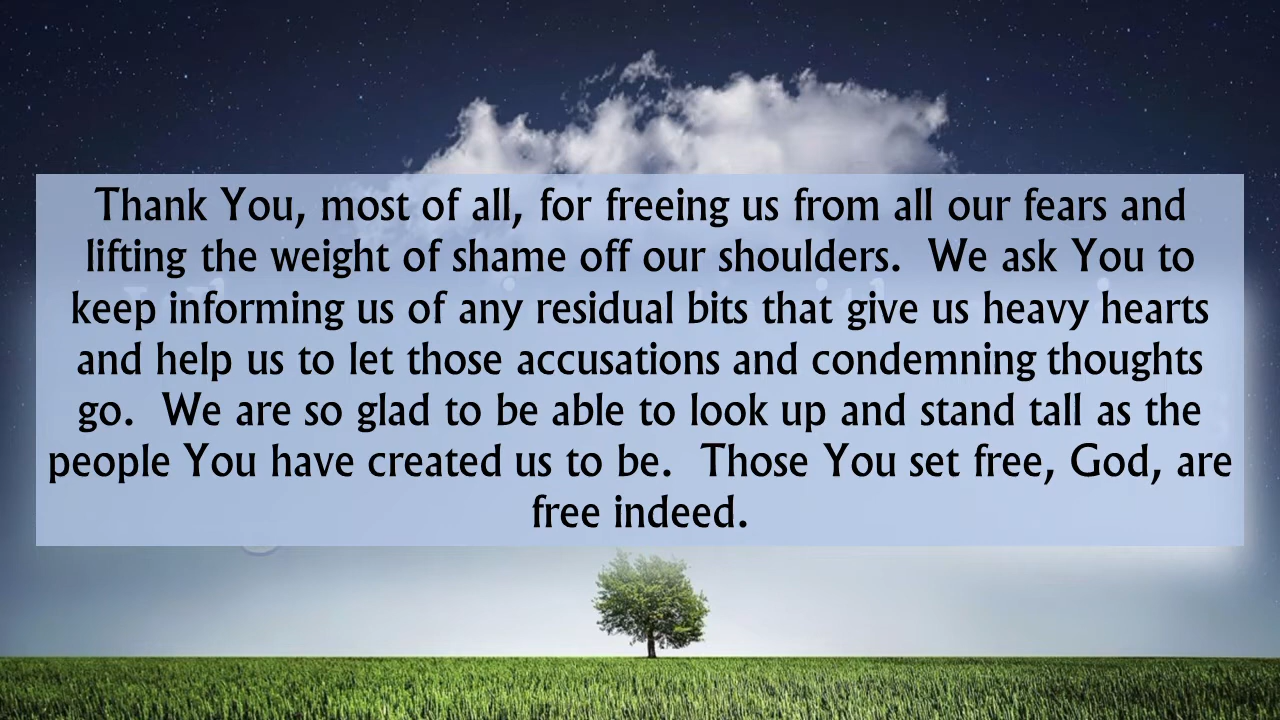 Thank You, most of all, for freeing us from all our fears and
lifting the weight of shame off our shoulders.  We ask You to
keep informing us of any residual bits that give us heavy hearts
and help us to let those accusations and condemning thoughts
go.  We are so glad to be able to look up and stand tall as the
people You have created us to be.  Those You set free, God, are
free indeed.